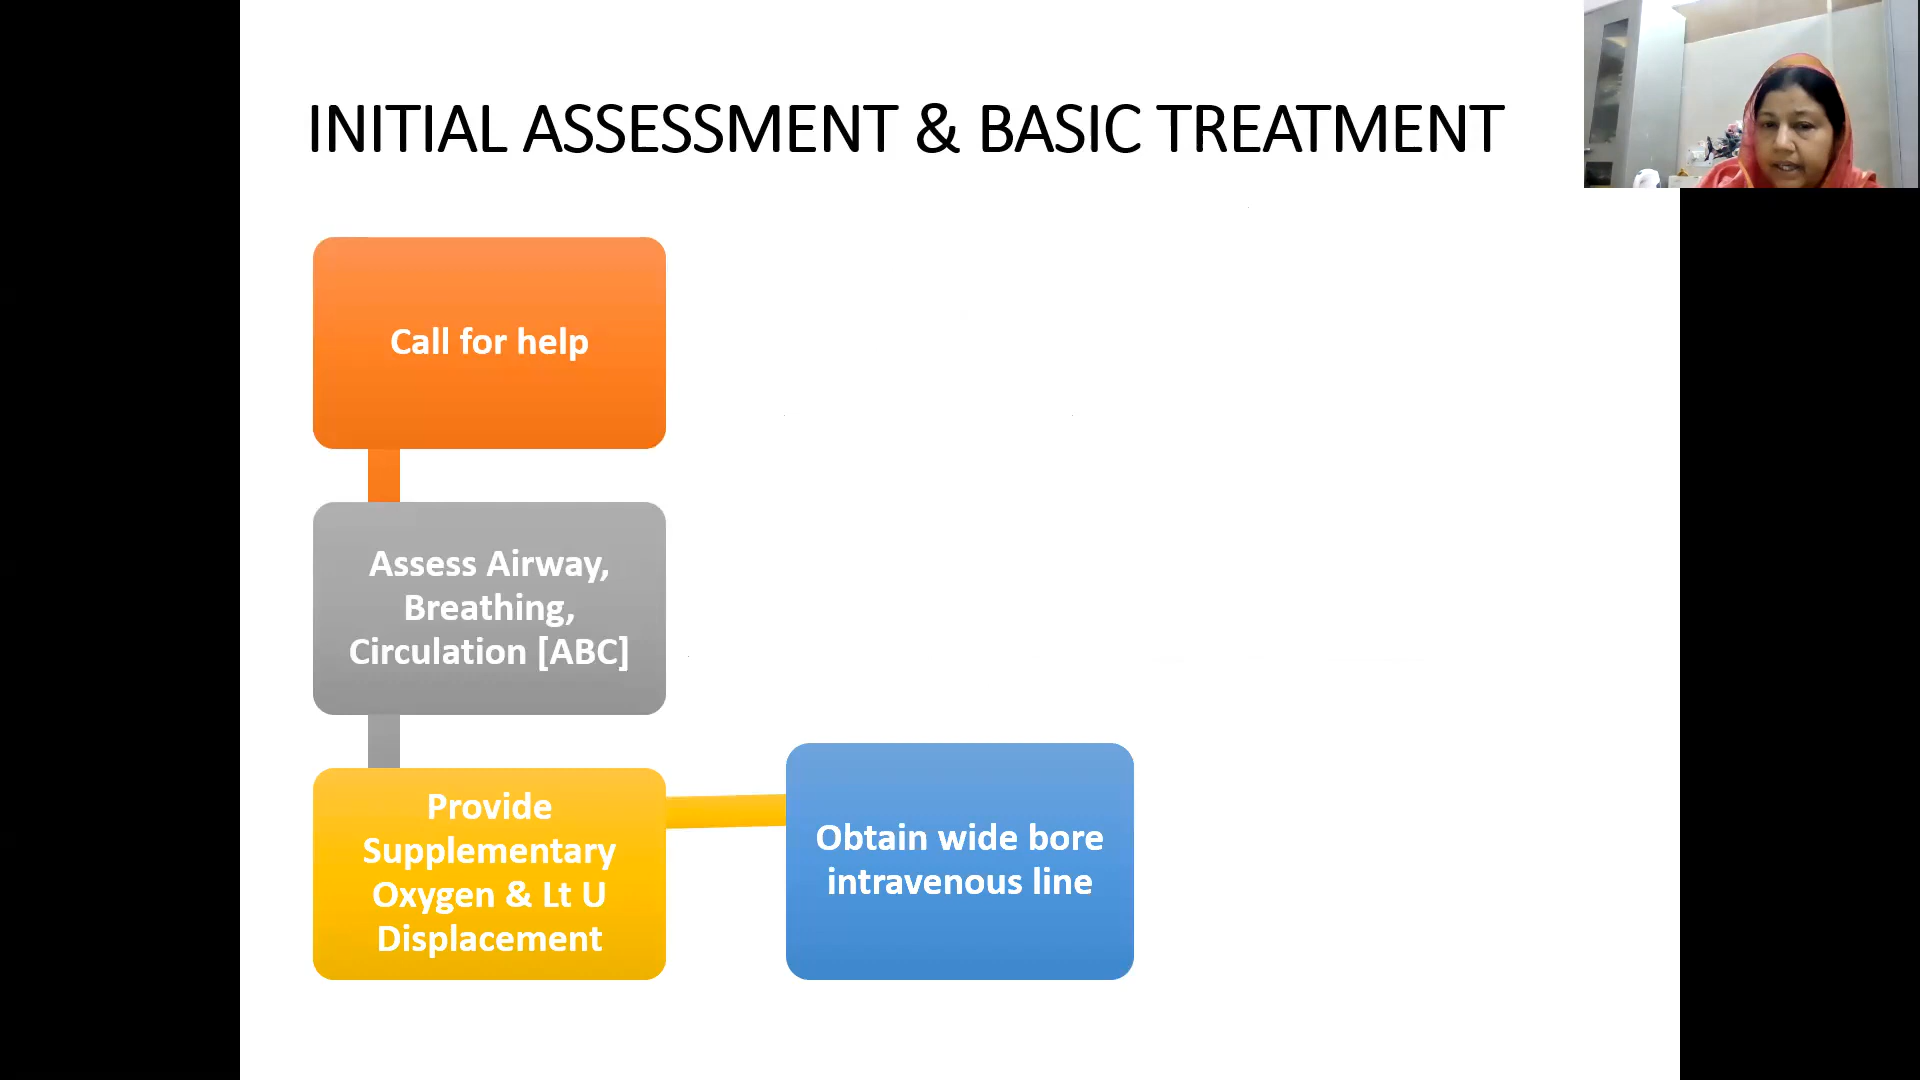 INITIAL ASSESSMENT & BASIC TREATMENT
Call for help
Assess Airway,
Breathing,
Circulation [ABC]
Provide
Supplementary
Oxygen & Lt U
Displacement
Obtain wide bore
intravenous line